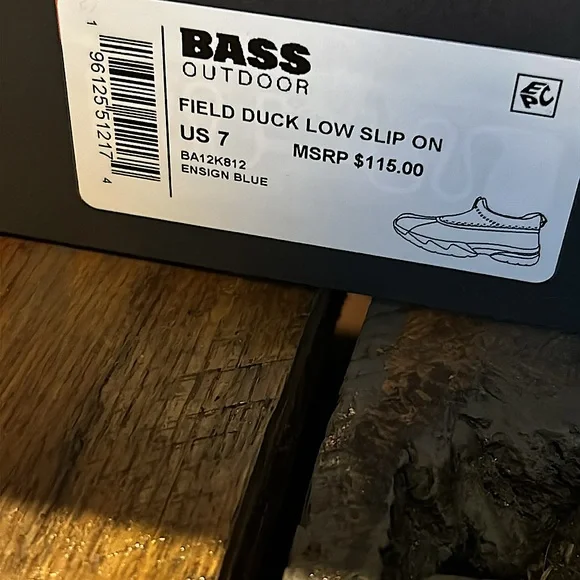 BASS
OUTDOOR
FIELD DUCK LOW SLIP ON
US 7 MSRP $115.00
BA12K812
ENSIGN BLUE
1 96125 51217 4
EPC